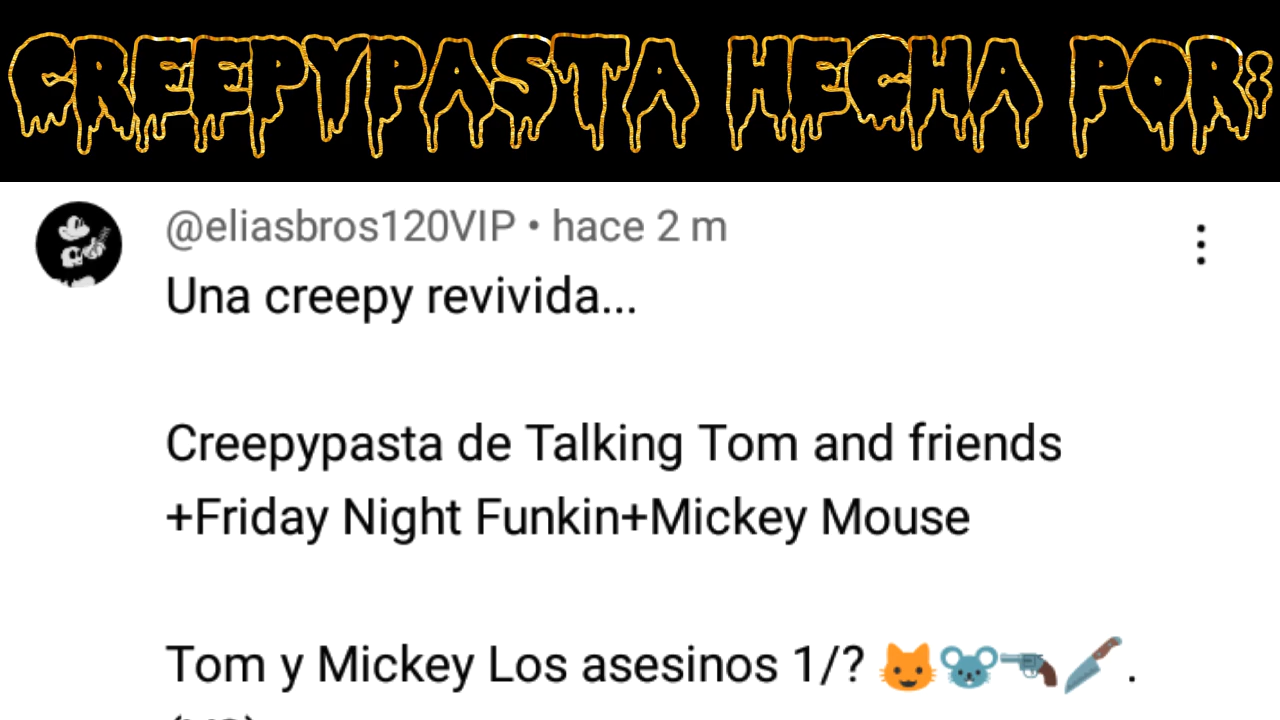 CREEPYPASTA HECHA POR:
@eliasbros120VIP • hace 2 m
Una creepy revivida...
Creepypasta de Talking Tom and friends
+Friday Night Funkin+Mickey Mouse
Tom y Mickey Los asesinos 1/? 😺🐭🔫🔪 .